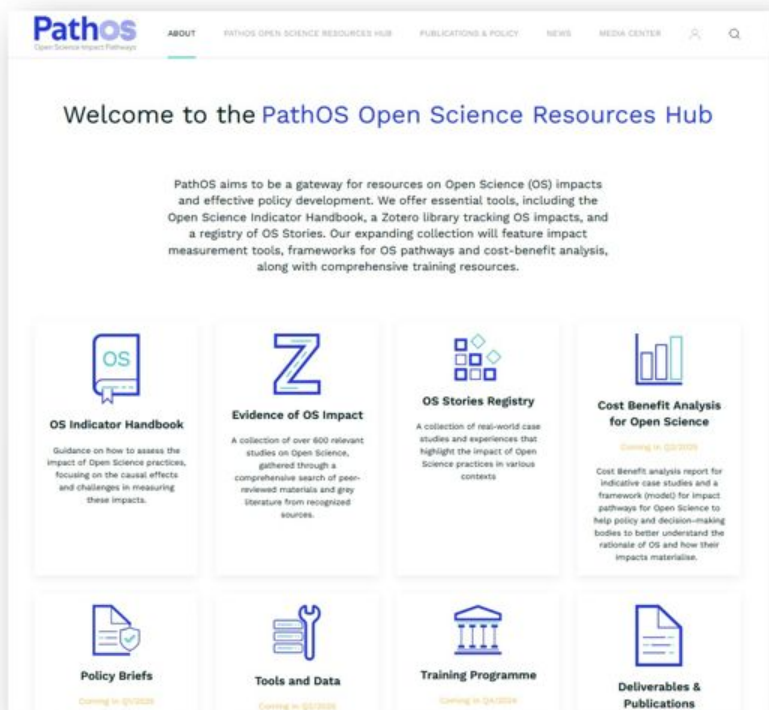 PathOS
Open Science Impact Pathways
ABOUT
PATHOS OPEN SCIENCE RESOURCES HUB
PUBLICATIONS & POLICY
NEWS
MEDIA CENTER
Welcome to the PathOS Open Science Resources Hub
PathOS aims to be a gateway for resources on Open Science (OS) impacts
and effective policy development. We offer essential tools, including the
Open Science Indicator Handbook, a Zotero library tracking OS impacts, and
a registry of OS Stories. Our expanding collection will feature impact
measurement tools, frameworks for OS pathways and cost-benefit analysis,
along with comprehensive training resources.
OS
OS Indicator Handbook
Guidance on how to assess the
impact of Open Science practices,
focusing on the causal effects
and challenges in measuring
these impacts.
Z
Evidence of OS Impact
A collection of over 600 relevant
studies on Open Science,
gathered through a
comprehensive search of peer-
reviewed materials and grey
literature from recognized
sources.
OS Stories Registry
A collection of real-world case
studies and experiences that
highlight the impact of Open
Science practices in various
contexts
Cost Benefit Analysis
for Open Science
Coming in
Cost Benefit analysis report for
indicative case studies and a
framework (model) for impact
pathways for Open Science to
help policy and decision-making
bodies to better understand the
rationale of OS and how their
impacts materialise.
Policy Briefs
Coming in
Tools and Data
Coming in
Training Programme
Coming in
Deliverables &
Publications